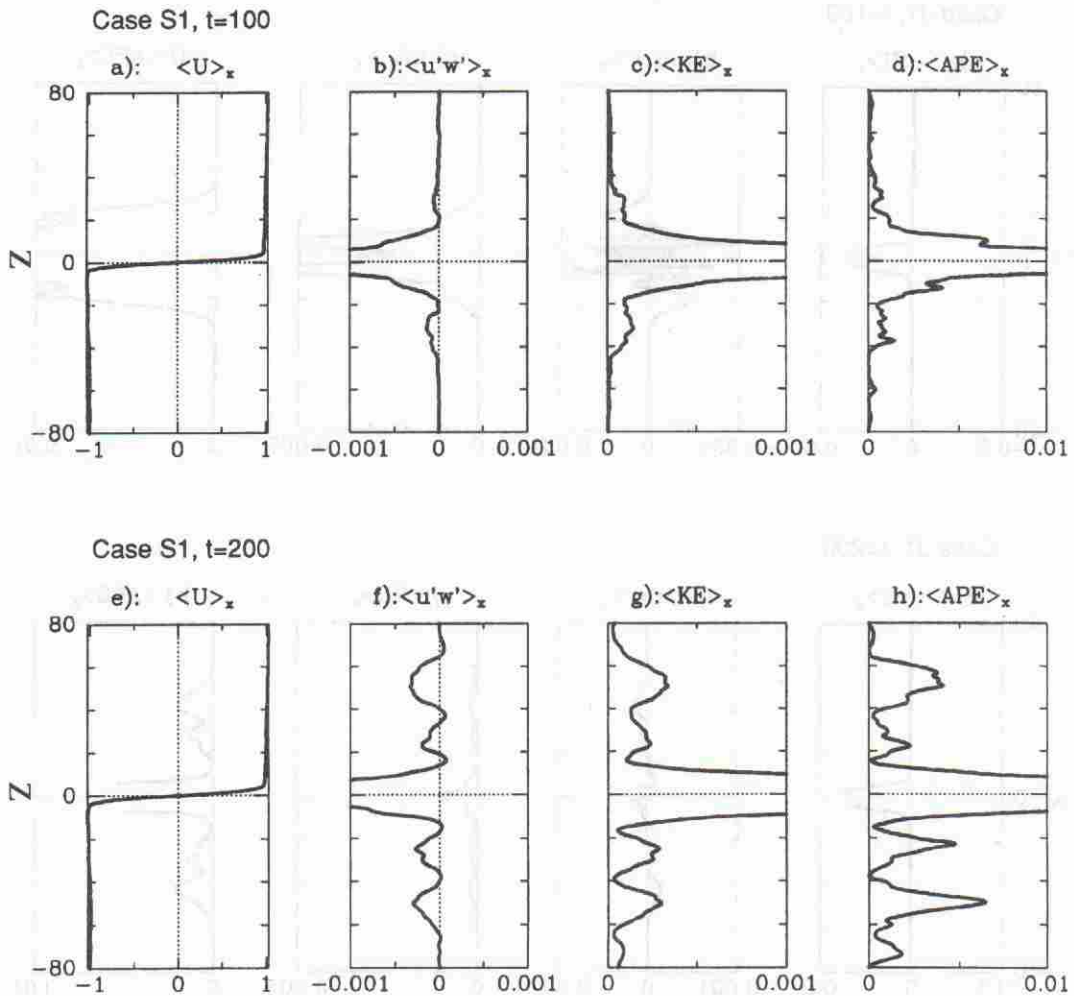 Case S1, t=100
a): <U>x b):<u'w'>x c):<KE>x d):<APE>x
80
Z
0
-80
-1 0 1 -0.001 0 0.001 0 0.001 0 0.01
Case S1, t=200
e): <U>x f):<u'w'>x g):<KE>x h):<APE>x
80
Z
0
-80
-1 0 1 -0.001 0 0.001 0 0.001 0 0.01